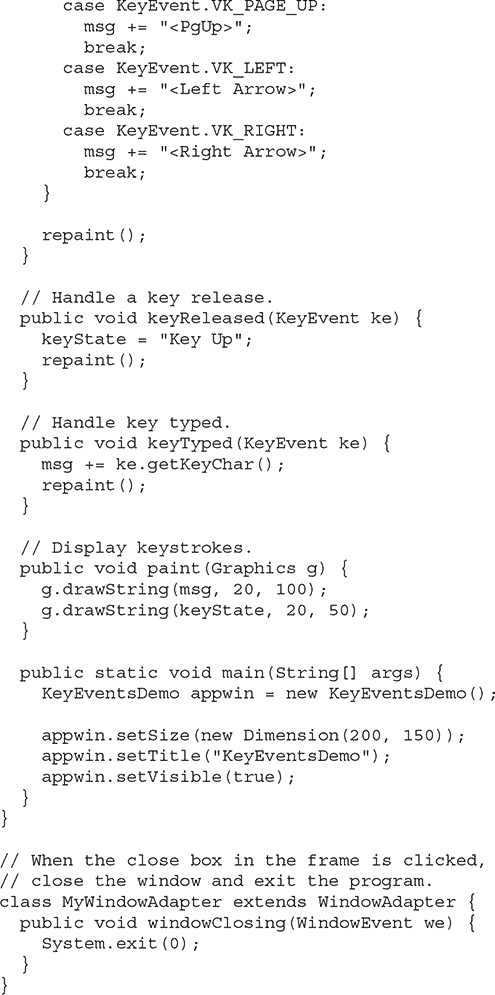 case KeyEvent.VK_PAGE_UP:
        msg += "<PgUp>";
        break;
      case KeyEvent.VK_LEFT:
        msg += "<Left Arrow>";
        break;
      case KeyEvent.VK_RIGHT:
        msg += "<Right Arrow>";
        break;
    }

    repaint();
  }

  // Handle a key release.
  public void keyReleased(KeyEvent ke) {
    keyState = "Key Up";
    repaint();
  }

  // Handle key typed.
  public void keyTyped(KeyEvent ke) {
    msg += ke.getKeyChar();
    repaint();
  }

  // Display keystrokes.
  public void paint(Graphics g) {
    g.drawString(msg, 20, 100);
    g.drawString(keyState, 20, 50);
  }

  public static void main(String[] args) {
    KeyEventsDemo appwin = new KeyEventsDemo();

    appwin.setSize(new Dimension(200, 150));
    appwin.setTitle("KeyEventsDemo");
    appwin.setVisible(true);
  }
}

// When the close box in the frame is clicked,
// close the window and exit the program.
class MyWindowAdapter extends WindowAdapter {
  public void windowClosing(WindowEvent we) {
    System.exit(0);
  }
}